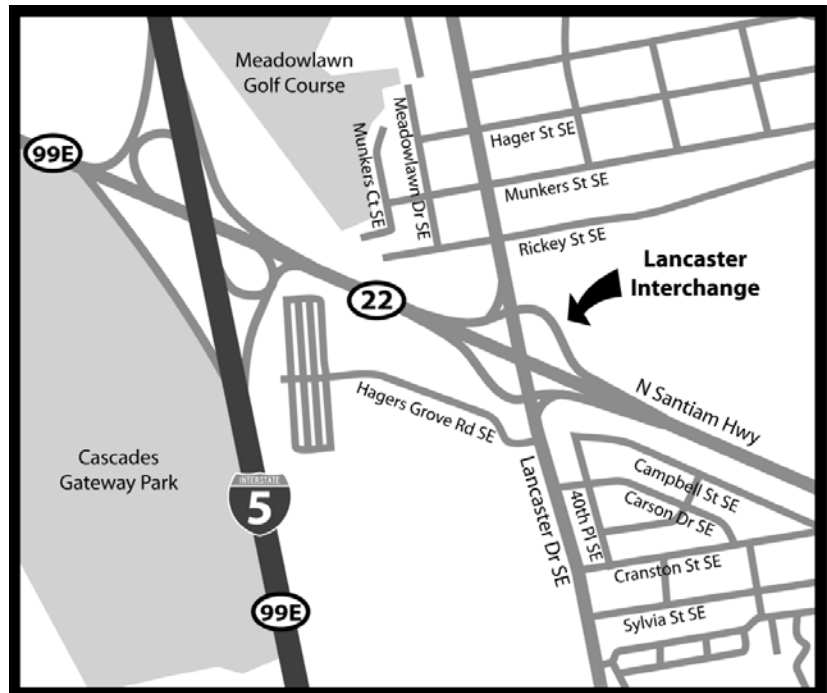 Meadowlawn
Golf Course
99E
Munkers Ct SE
Meadowlawn Dr SE
Hager St SE
Munkers St SE
Rickey St SE
Lancaster
Interchange
22
Hagers Grove Rd SE
N Santiam Hwy
Cascades
Gateway Park
INTERSTATE
5
Lancaster Dr SE
40th Pl SE
Campbell St SE
Carson Dr SE
Cranston St SE
99E
Sylvia St SE